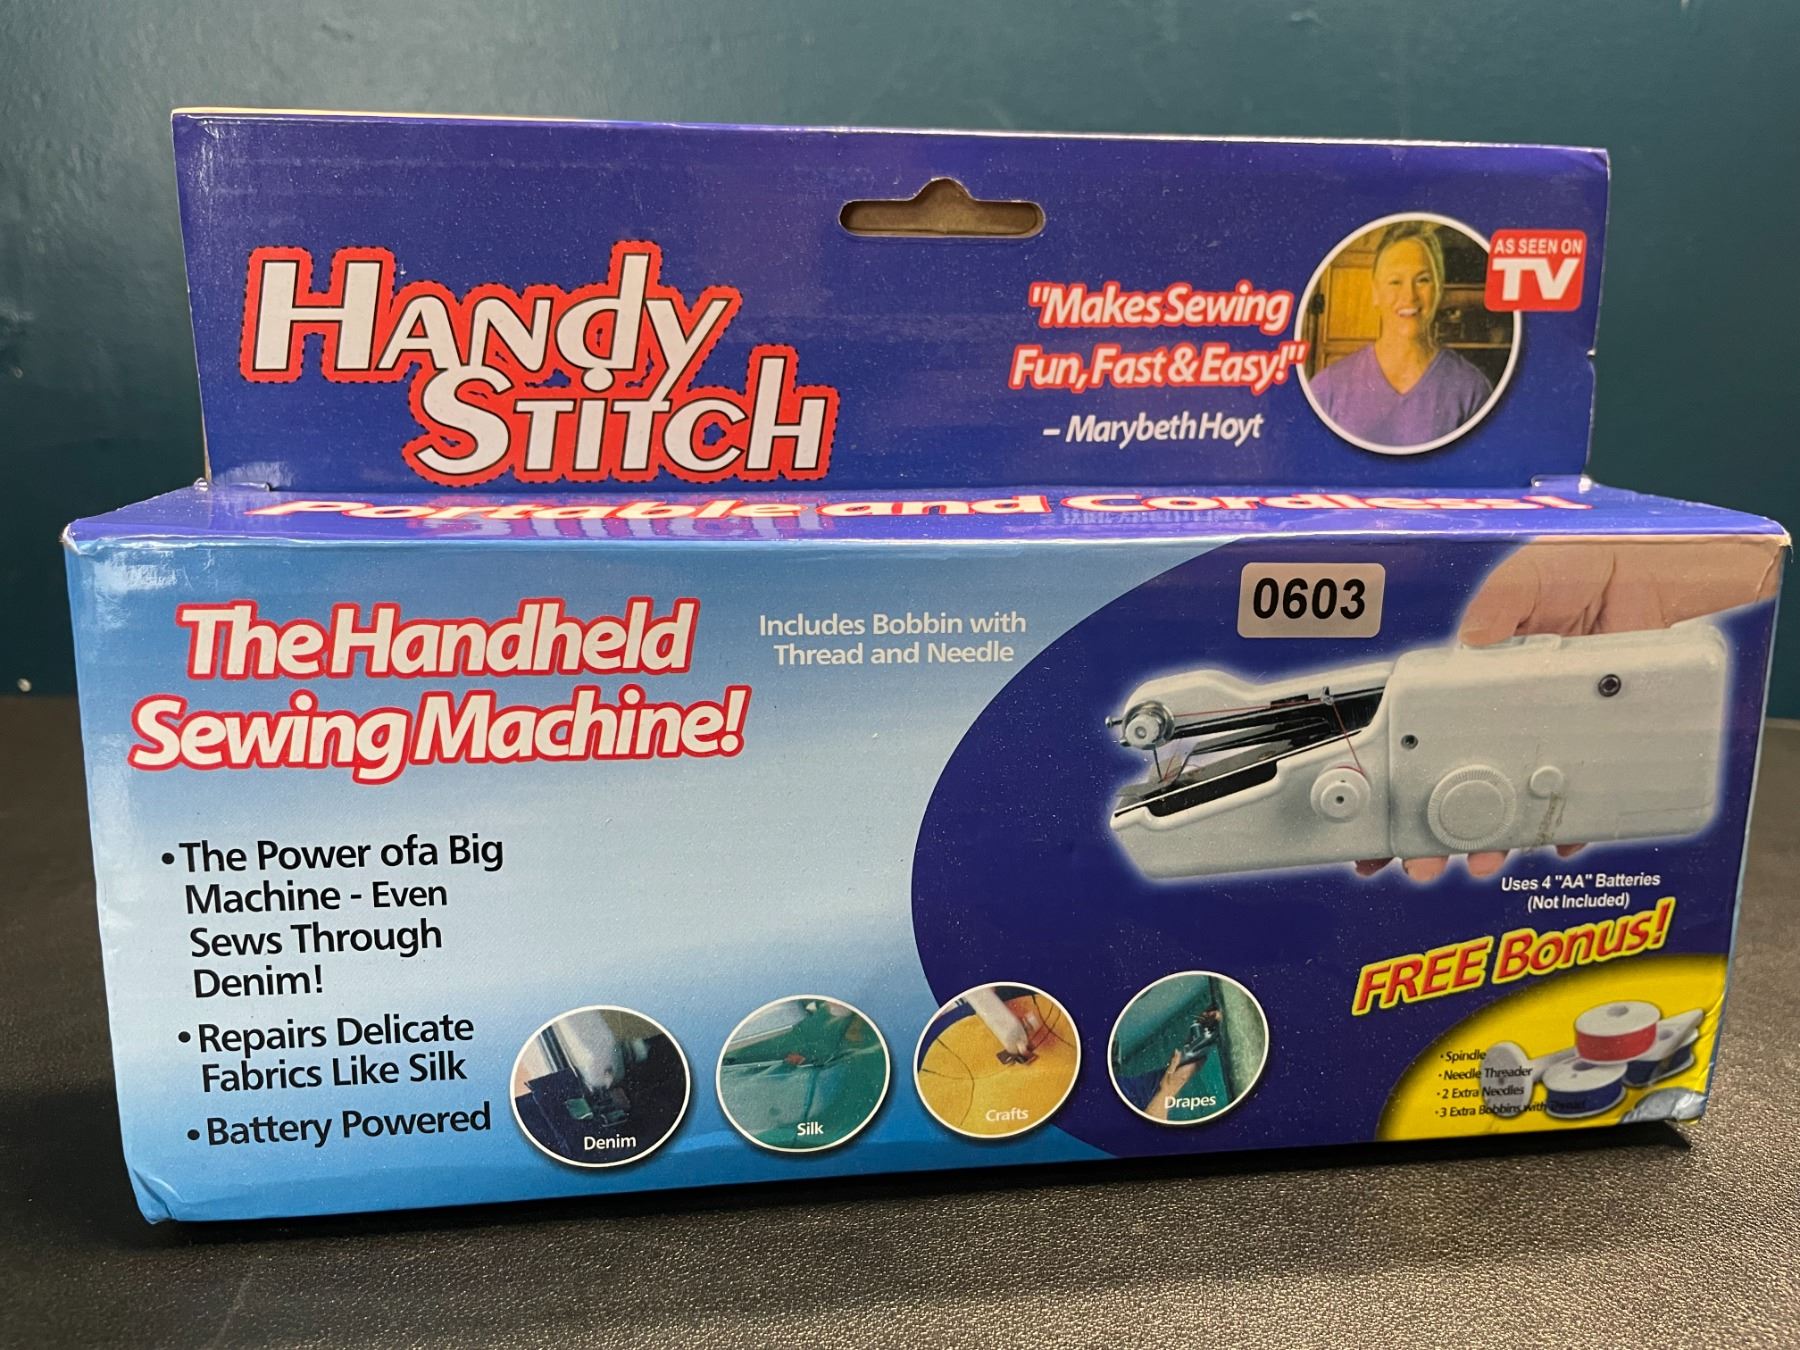 Handy
Stitch
"Makes Sewing
Fun, Fast & Easy!"
– Marybeth Hoyt
AS SEEN ON
TV
Portable and Cordless!
The Handheld
Sewing Machine!
Includes Bobbin with
Thread and Needle
0603
• The Power ofa Big
Machine - Even
Sews Through
Denim!
• Repairs Delicate
Fabrics Like Silk
• Battery Powered
Denim
Silk
Crafts
Drapes
Uses 4 "AA" Batteries
(Not Included)
FREE Bonus!
• Spindle
• Needle Threader
• 2 Extra Needles
• 3 Extra Bobbins with Thread